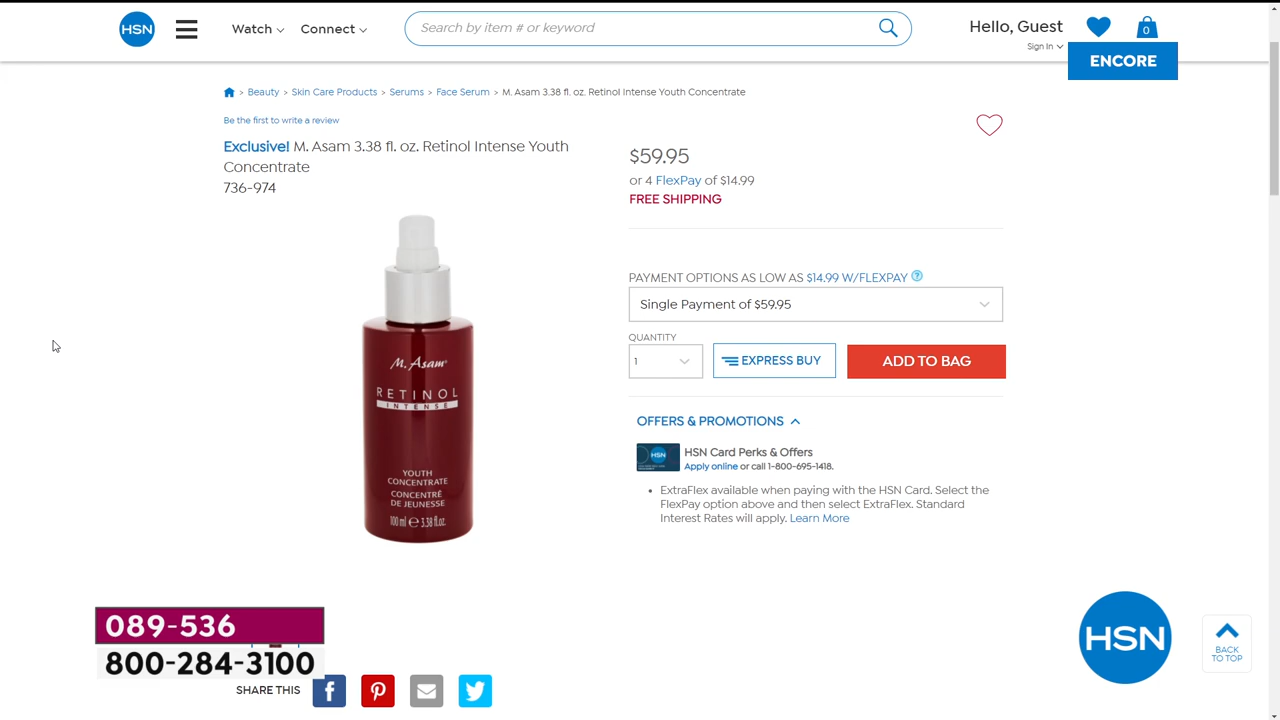 HSN
Watch
Connect
Search by item # or keyword
Hello, Guest
Sign In
0
ENCORE
> Beauty > Skin Care Products > Serums > Face Serum > M. Asam 3.38 fl. oz. Retinol Intense Youth Concentrate
Be the first to write a review
Exclusive! M. Asam 3.38 fl. oz. Retinol Intense Youth
Concentrate
736-974
$59.95
or 4 FlexPay of $14.99
FREE SHIPPING
PAYMENT OPTIONS AS LOW AS $14.99 W/FLEXPAY ?
Single Payment of $59.95
QUANTITY
1
EXPRESS BUY
ADD TO BAG
OFFERS & PROMOTIONS
HSN
HSN Card Perks & Offers
Apply online or call 1-800-695-1418.
• ExtraFlex available when paying with the HSN Card. Select the
FlexPay option above and then select ExtraFlex. Standard
Interest Rates will apply. Learn More
M. Asam®
RETINOL
INTENSE
YOUTH
CONCENTRATE
CONCENTRÉ
DE JEUNESSE
100 ml ℮ 3.38 fl.oz.
089-536
800-284-3100
SHARE THIS
HSN
BACK
TO TOP